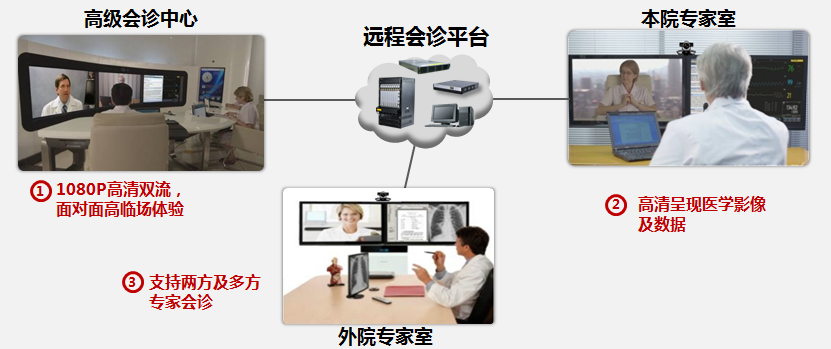 高级会诊中心
远程会诊平台
本院专家室
① 1080P高清双流，
面对面高临场体验
② 高清呈现医学影像
及数据
③ 支持两方及多方
专家会诊
外院专家室